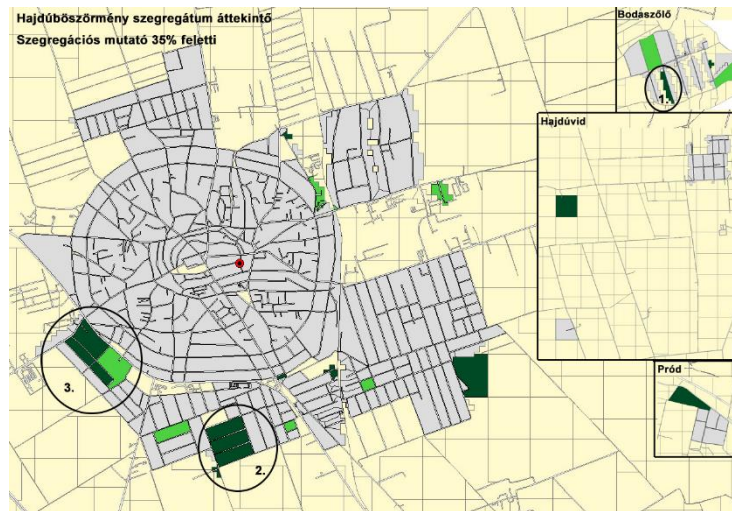 Hajdúböszörmény szegregátum áttekintő
Szegregációs mutató 35% feletti
Bodaszőlő
1.
Hajdúvid
Pród
3.
2.